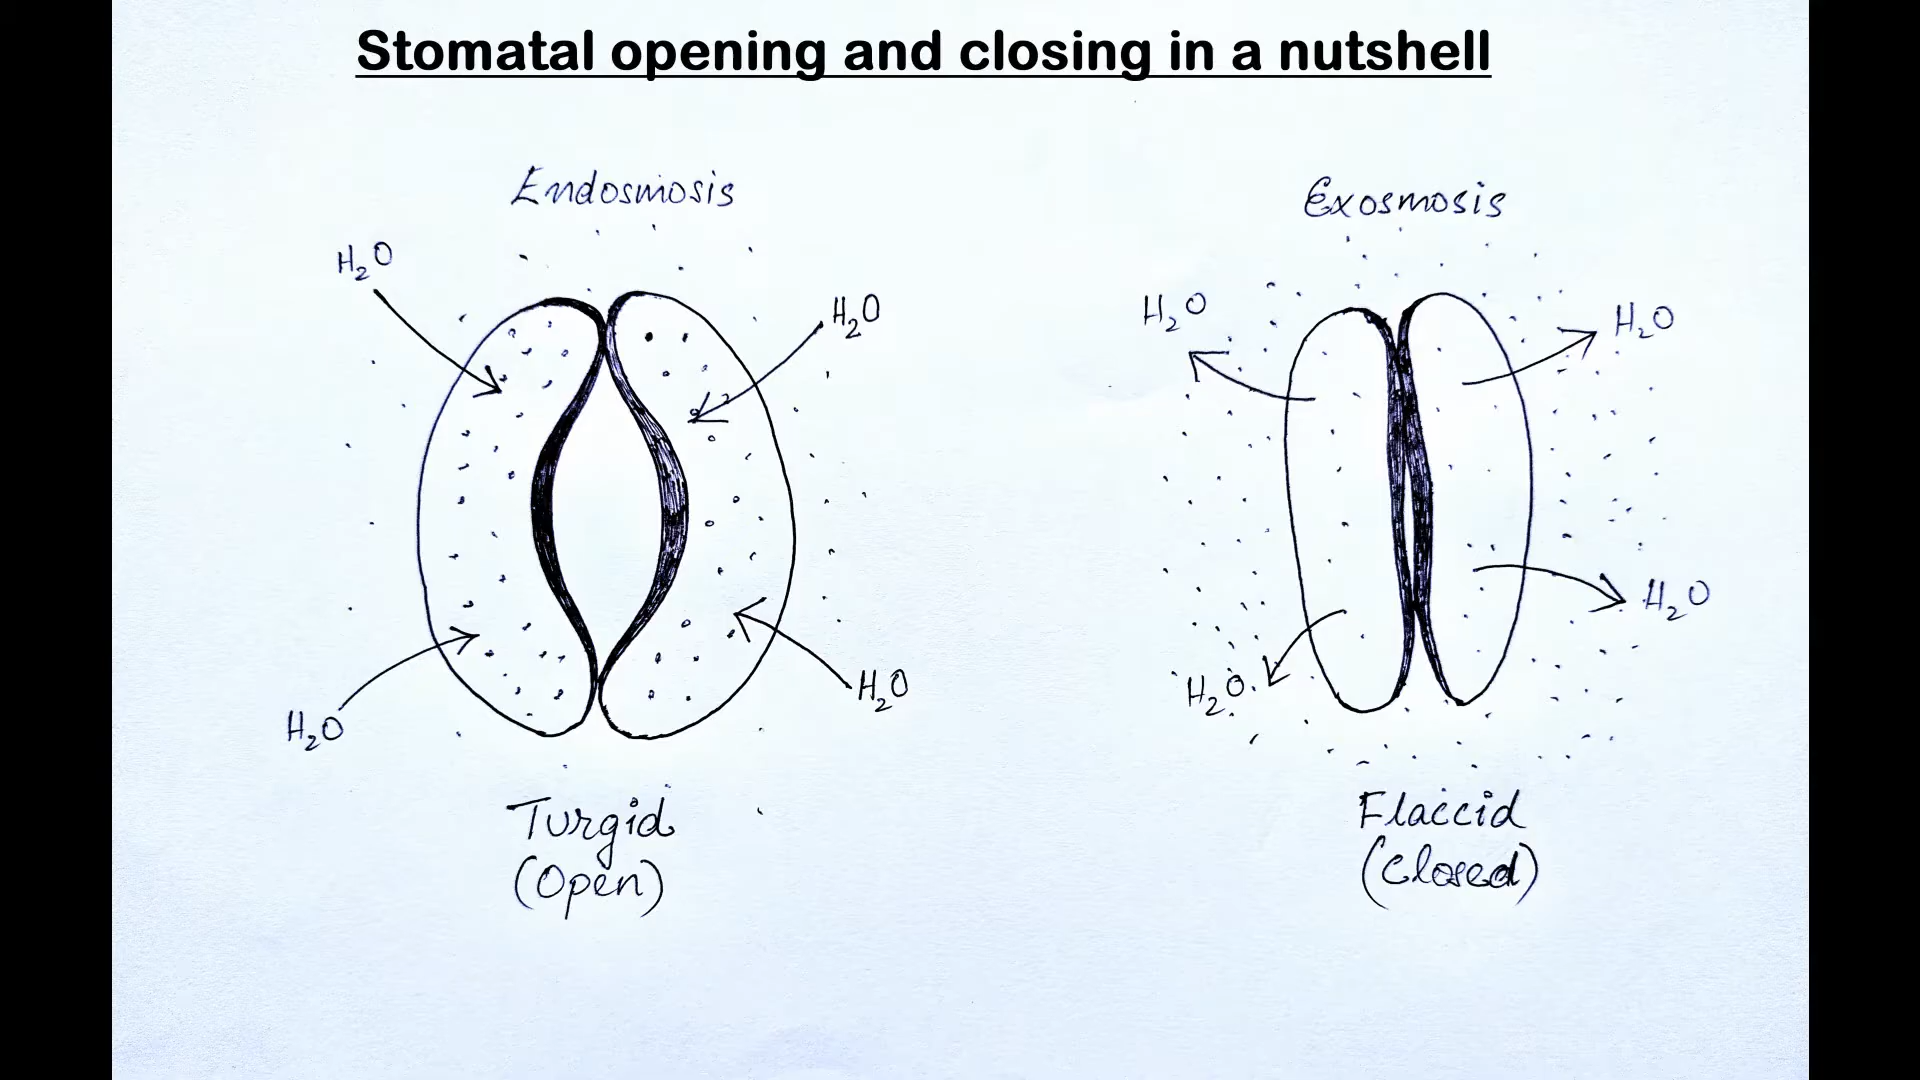 Stomatal opening and closing in a nutshell
Endosmosis
Exosmosis
H₂O
H₂O
H₂O
H₂O
H₂O
H₂O
H₂O
H₂O
Turgid
(Open)
Flaccid
(Closed)